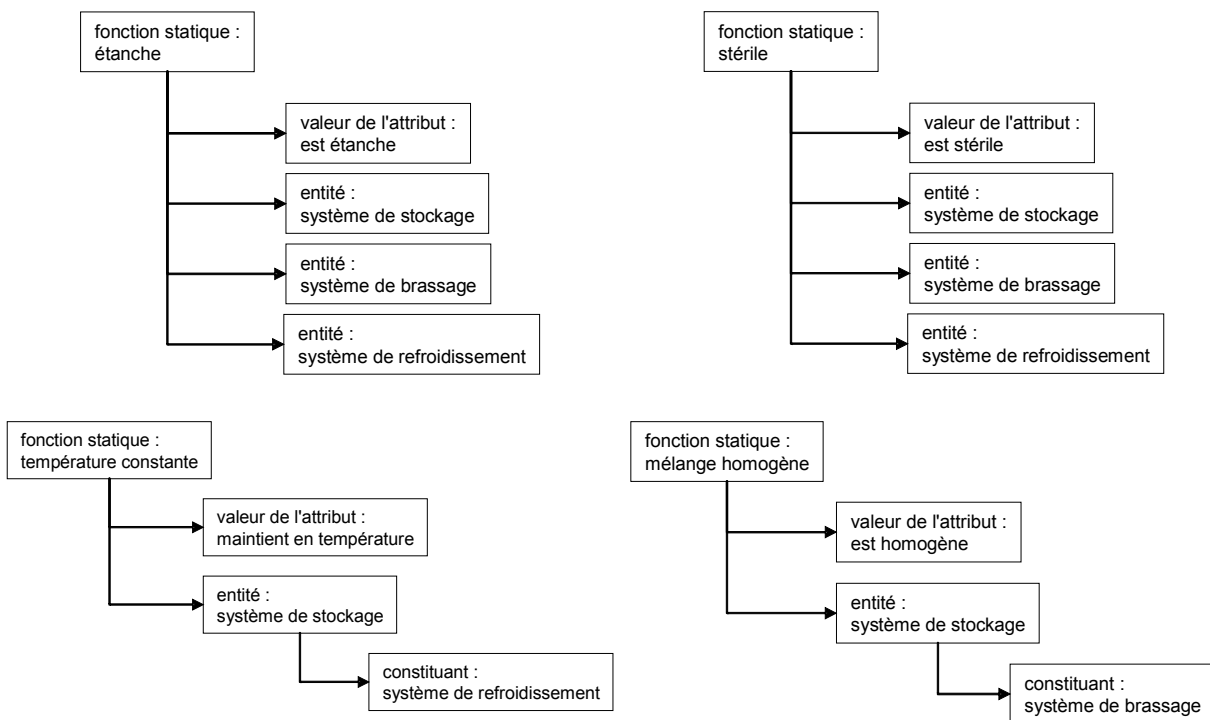 fonction statique :
étanche
valeur de l'attribut :
est étanche
entité :
système de stockage
entité :
système de brassage
entité :
système de refroidissement
fonction statique :
stérile
valeur de l'attribut :
est stérile
entité :
système de stockage
entité :
système de brassage
entité :
système de refroidissement
fonction statique :
température constante
valeur de l'attribut :
maintient en température
entité :
système de stockage
constituant :
système de refroidissement
fonction statique :
mélange homogène
valeur de l'attribut :
est homogène
entité :
système de stockage
constituant :
système de brassage